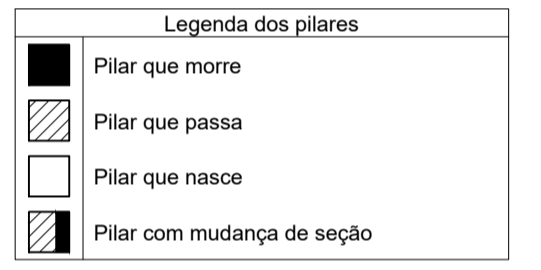 Legenda dos pilares
Pilar que morre
Pilar que passa
Pilar que nasce
Pilar com mudança de seção